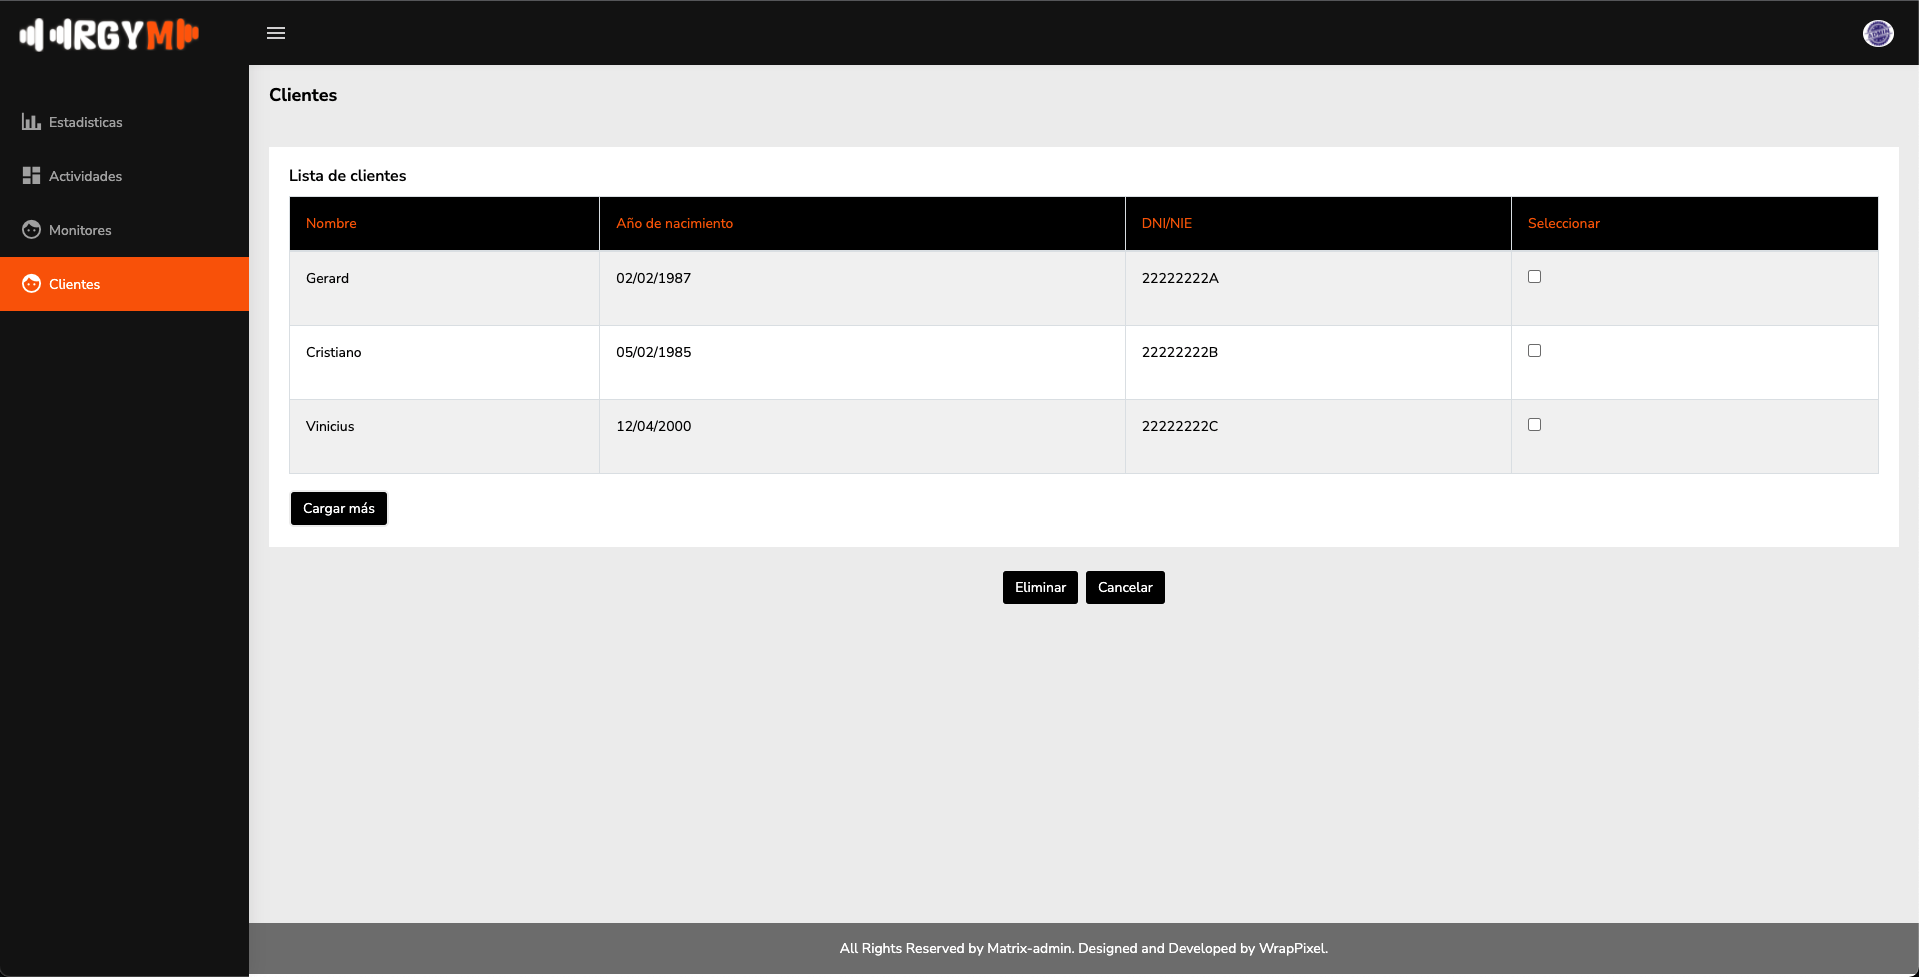 IRGYM
Estadisticas
Actividades
Monitores
Clientes
Clientes
Lista de clientes
Nombre Año de nacimiento DNI/NIE Seleccionar
Gerard 02/02/1987 22222222A
Cristiano 05/02/1985 22222222B
Vinicius 12/04/2000 22222222C
Cargar más
Eliminar Cancelar
All Rights Reserved by Matrix-admin. Designed and Developed by WrapPixel.